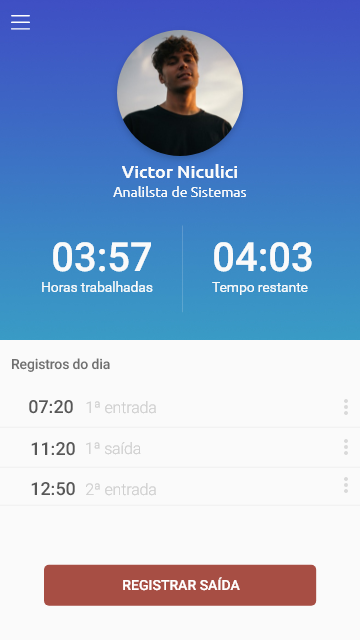 Victor Niculici
Analilsta de Sistemas
03:57
Horas trabalhadas
04:03
Tempo restante
Registros do dia
07:20 1ª entrada
11:20 1ª saída
12:50 2ª entrada
REGISTRAR SAÍDA